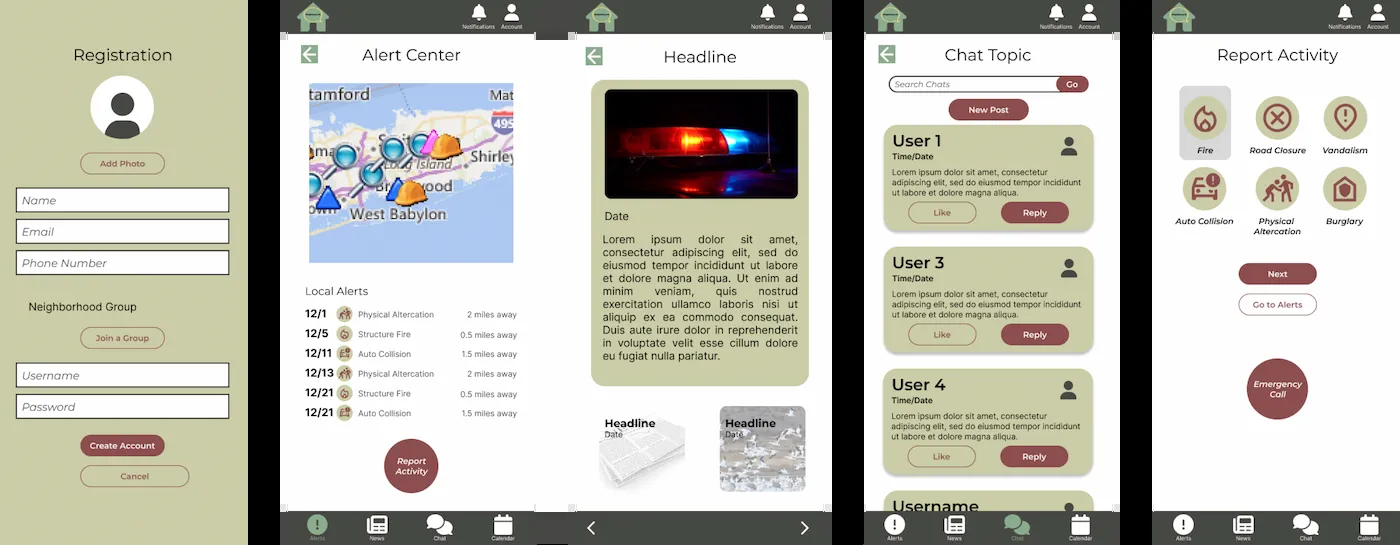 Registration
Add Photo
Name
Email
Phone Number
Neighborhood Group
Join a Group
Username
Password
Create Account
Cancel
Notifications Account
Alert Center
tamford
Mat
495
Long Island
Shirley
West Babylon
Local Alerts
12/1 Physical Altercation 2 miles away
12/5 Structure Fire 0.5 miles away
12/11 Auto Collision 1.5 miles away
12/13 Physical Altercation 2 miles away
12/21 Structure Fire 0.5 miles away
12/21 Auto Collision 1.5 miles away
Report
Activity
Alerts News Chat Calendar
Notifications Account
Headline
Date
Lorem ipsum dolor sit amet,
consectetur adipiscing elit, sed do
eiusmod tempor incididunt ut labore
et dolore magna aliqua. Ut enim ad
minim veniam, quis nostrud
exercitation ullamco laboris nisi ut
aliquip ex ea commodo consequat.
Duis aute irure dolor in reprehenderit
in voluptate velit esse cillum dolore
eu fugiat nulla pariatur.
Headline
Date
Headline
Date
Notifications Account
Chat Topic
Search Chats Go
New Post
User 1
Time/Date
Lorem ipsum dolor sit amet, consectetur
adipiscing elit, sed do eiusmod tempor incididunt
ut labore et dolore magna aliqua.
Like Reply
User 3
Time/Date
Lorem ipsum dolor sit amet, consectetur
adipiscing elit, sed do eiusmod tempor incididunt
ut labore et dolore magna aliqua.
Like Reply
User 4
Time/Date
Lorem ipsum dolor sit amet, consectetur
adipiscing elit, sed do eiusmod tempor incididunt
ut labore et dolore magna aliqua.
Like Reply
Username
Alerts News Chat Calendar
Notifications Account
Report Activity
Fire Road Closure Vandalism
Auto Collision Physical Burglary
Altercation
Next
Go to Alerts
Emergency
Call
Alerts News Chat Calendar